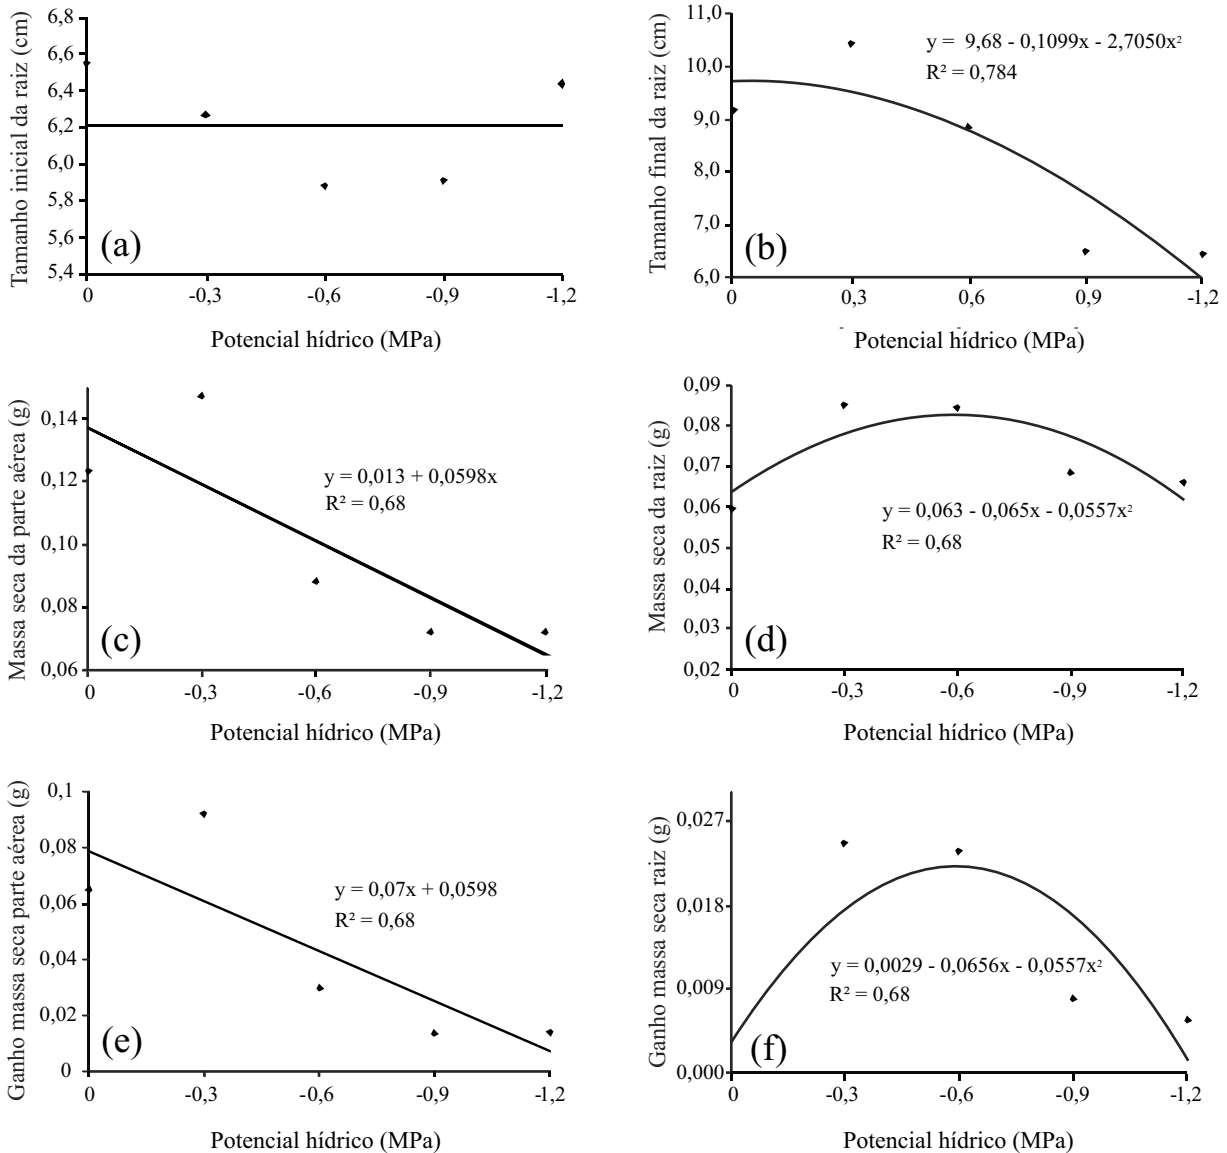 Tamanho inicial da raiz (cm)
6,8
6,6
6,4
6,2
6,0
5,8
5,6
5,4
(a)
0
-0,3
-0,6
-0,9
-1,2
Potencial hídrico (MPa)
Tamanho final da raiz (cm)
11,0
10,0
9,0
8,0
7,0
6,0
y = 9,68 - 0,1099x - 2,7050x²
R² = 0,784
(b)
0
0,3
0,6
0,9
-1,2
Potencial hídrico (MPa)
Massa seca da parte aérea (g)
0,14
0,12
0,10
0,08
0,06
y = 0,013 + 0,0598x
R² = 0,68
(c)
0
-0,3
-0,6
-0,9
-1,2
Potencial hídrico (MPa)
Massa seca da raiz (g)
0,09
0,08
0,07
0,06
0,05
0,04
0,03
0,02
y = 0,063 - 0,065x - 0,0557x²
R² = 0,68
(d)
0
-0,3
-0,6
-0,9
-1,2
Potencial hídrico (MPa)
Ganho massa seca parte aérea (g)
0,1
0,08
0,06
0,04
0,02
0
y = 0,07x + 0,0598
R² = 0,68
(e)
0
-0,3
-0,6
-0,9
-1,2
Potencial hídrico (MPa)
Ganho massa seca raiz (g)
0,027
0,018
0,009
0,000
y = 0,0029 - 0,0656x - 0,0557x²
R² = 0,68
(f)
0
-0,3
-0,6
-0,9
-1,2
Potencial hídrico (MPa)